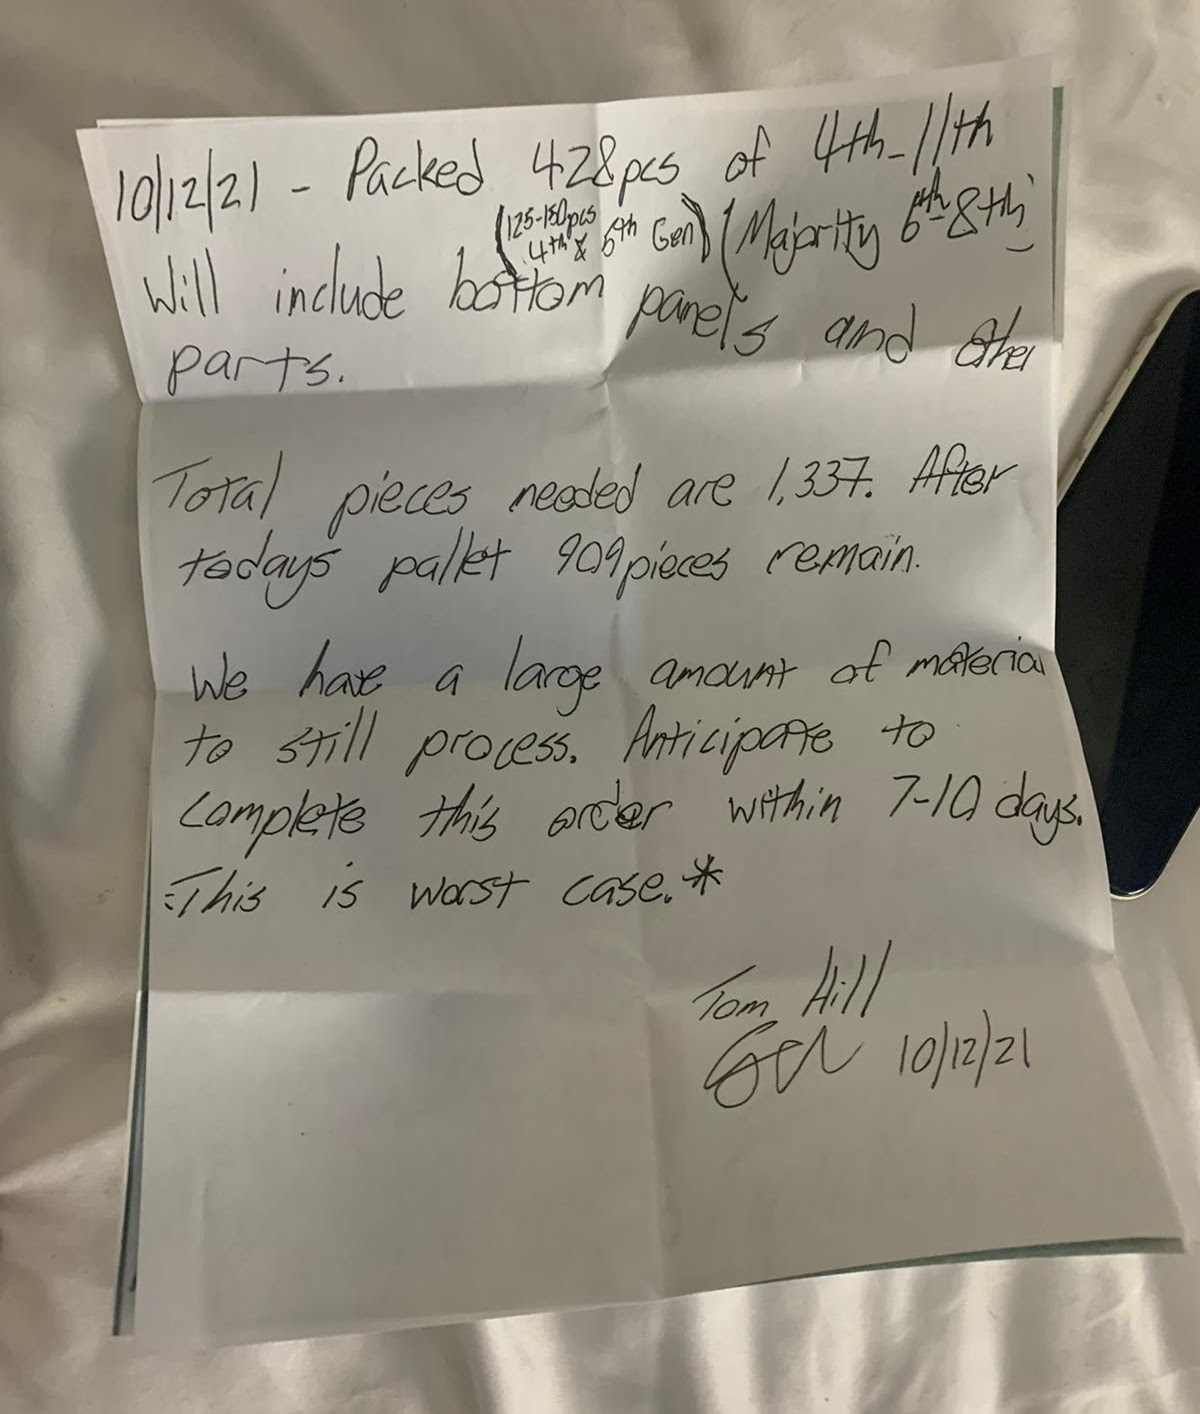 10/12/21 - Packed 428pcs of 4th-11th
(125-150pcs
4th & 5th Gen) (Majority 6th-8th)
Will include bottom panels and other
parts.
Total pieces needed are 1,337. After
todays pallet 909pieces remain.
We have a large amount of material
to still process. Anticipate to
complete this order within 7-10 days.
This is worst case.*
Tom Hill
10/12/21